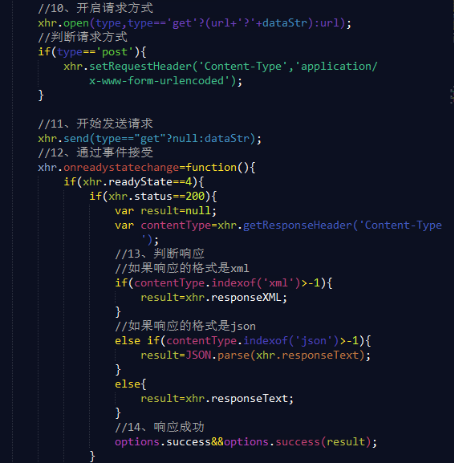 //10、开启请求方式
xhr.open(type,type=='get'?(url+'?'+dataStr):url);
//判断请求方式
if(type=='post'){
xhr.setRequestHeader('Content-Type','application/
x-www-form-urlencoded');
}
//11、开始发送请求
xhr.send(type=="get"?null:dataStr);
//12、通过事件接受
xhr.onreadystatechange=function(){
if(xhr.readyState==4){
if(xhr.status==200){
var result=null;
var contentType=xhr.getResponseHeader('Content-Type
');
//13、判断响应
//如果响应的格式是xml
if(contentType.indexof('xml')>-1){
result=xhr.responseXML;
}
//如果响应的格式是json
else if(contentType.indexof('json')>-1){
result=JSON.parse(xhr.responseText);
}
else{
result=xhr.responseText;
}
//14、响应成功
options.success&&options.success(result);
}